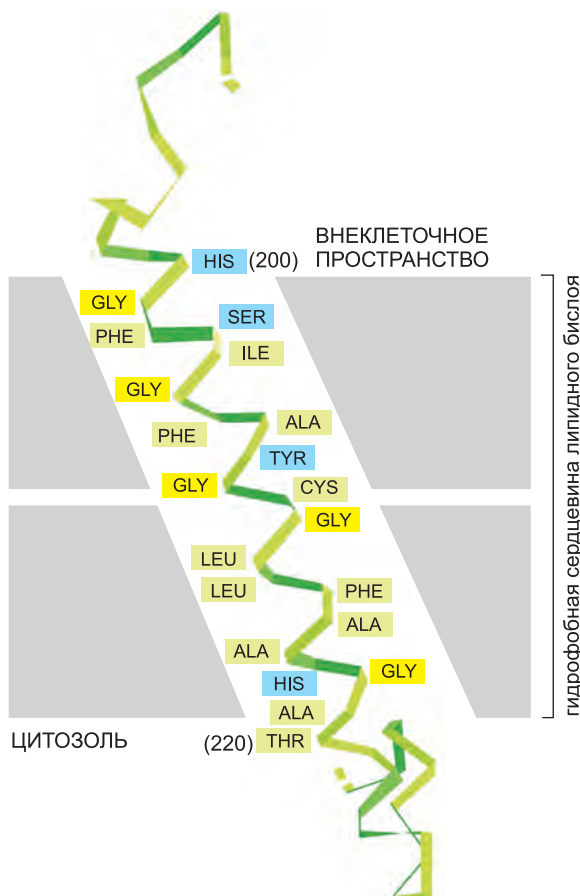 ВНЕКЛЕТОЧНОЕ
ПРОСТРАНСТВО
HIS (200)
GLY
SER
PHE
ILE
GLY
ALA
PHE
TYR
GLY
CYS
GLY
LEU
LEU
PHE
ALA
ALA
GLY
HIS
ALA
ЦИТОЗОЛЬ
(220) THR
гидрофобная сердцевина липидного бислоя